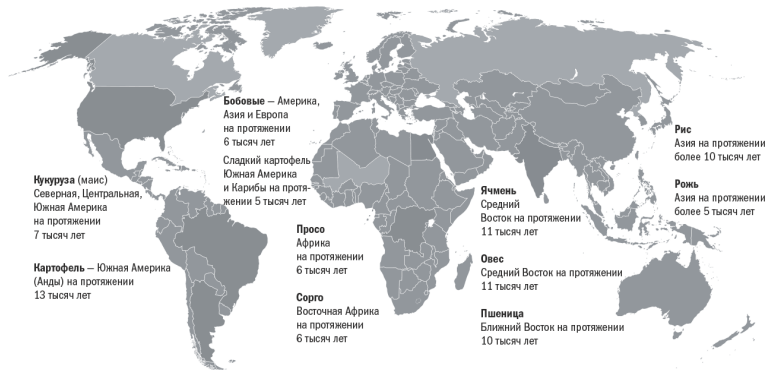 Бобовые — Америка,
Азия и Европа
на протяжении
6 тысяч лет
Сладкий картофель
Южная Америка
и Карибы на протя-
жении 5 тысяч лет
Кукуруза (маис)
Северная, Центральная,
Южная Америка
на протяжении
7 тысяч лет
Картофель — Южная Америка
(Анды) на протяжении
13 тысяч лет
Просо
Африка
на протяжении
6 тысяч лет
Сорго
Восточная Африка
на протяжении
6 тысяч лет
Ячмень
Средний
Восток на протяжении
11 тысяч лет
Овес
Средний Восток на протяжении
11 тысяч лет
Пшеница
Ближний Восток на протяжении
10 тысяч лет
Рис
Азия на протяжении
более 10 тысяч лет
Рожь
Азия на протяжении
более 5 тысяч лет